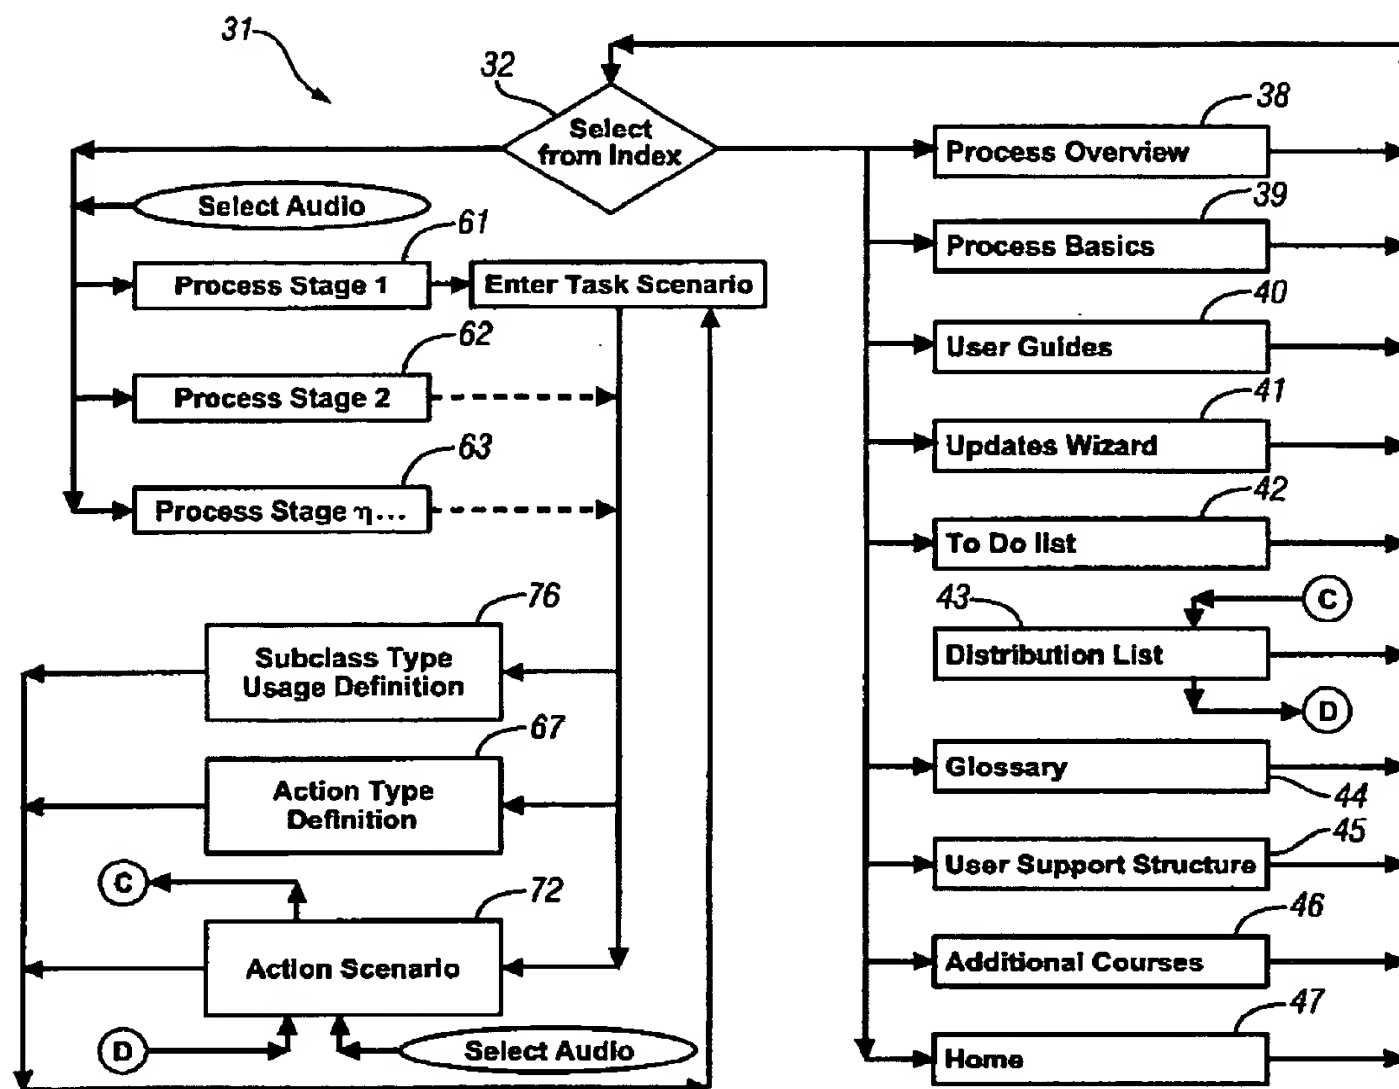 31
32
Select
from Index
38
Process Overview
Select Audio
39
Process Basics
61
Process Stage 1
Enter Task Scenario
40
User Guides
62
Process Stage 2
41
Updates Wizard
63
Process Stage η...
42
To Do list
76
Subclass Type
Usage Definition
43
C
Distribution List
D
67
Action Type
Definition
Glossary
44
C
72
Action Scenario
45
User Support Structure
46
Additional Courses
D
Select Audio
47
Home